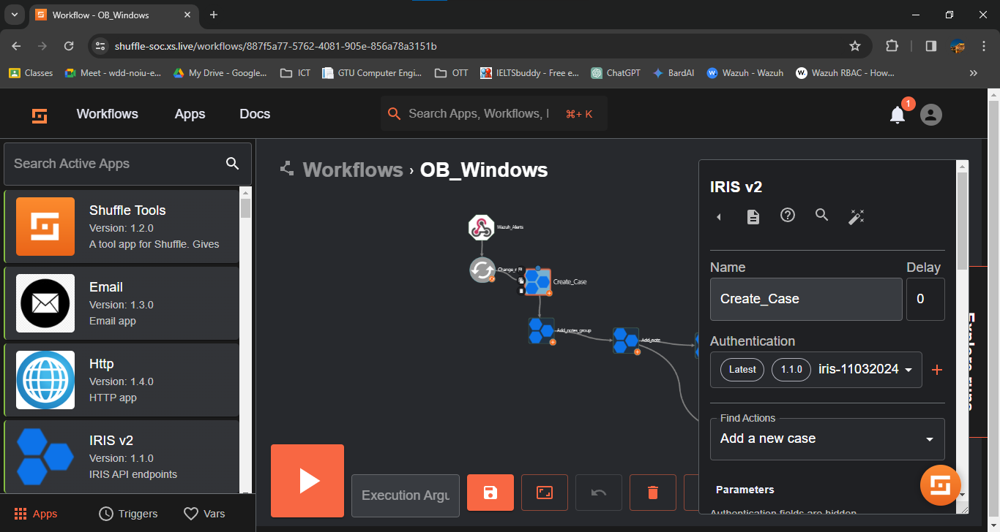 Workflow - OB_Windows
shuffle-soc.xs.live/workflows/887f5a77-5762-4081-905e-856a78a3151b
Classes
Meet - wdd-noiu-e...
My Drive - Google...
ICT
GTU Computer Engi...
OTT
IELTSbuddy - Free e...
ChatGPT
BardAI
Wazuh - Wazuh
Wazuh RBAC - How...
Workflows
Apps
Docs
Search Apps, Workflows, l
⌘+ K
1
Search Active Apps
Workflows › OB_Windows
Shuffle Tools
Version: 1.2.0
A tool app for Shuffle. Gives
Email
Version: 1.3.0
Email app
Http
Version: 1.4.0
HTTP app
IRIS v2
Version: 1.1.0
IRIS API endpoints
Apps
Triggers
Vars
Wazuh_Alerts
Create_Case
Add_notes_group
Add_note
Execution Argu
IRIS v2
Name
Delay
Create_Case
0
Authentication
Latest
1.1.0
iris-11032024
Find Actions
Add a new case
Parameters
Authentication fields are hidden